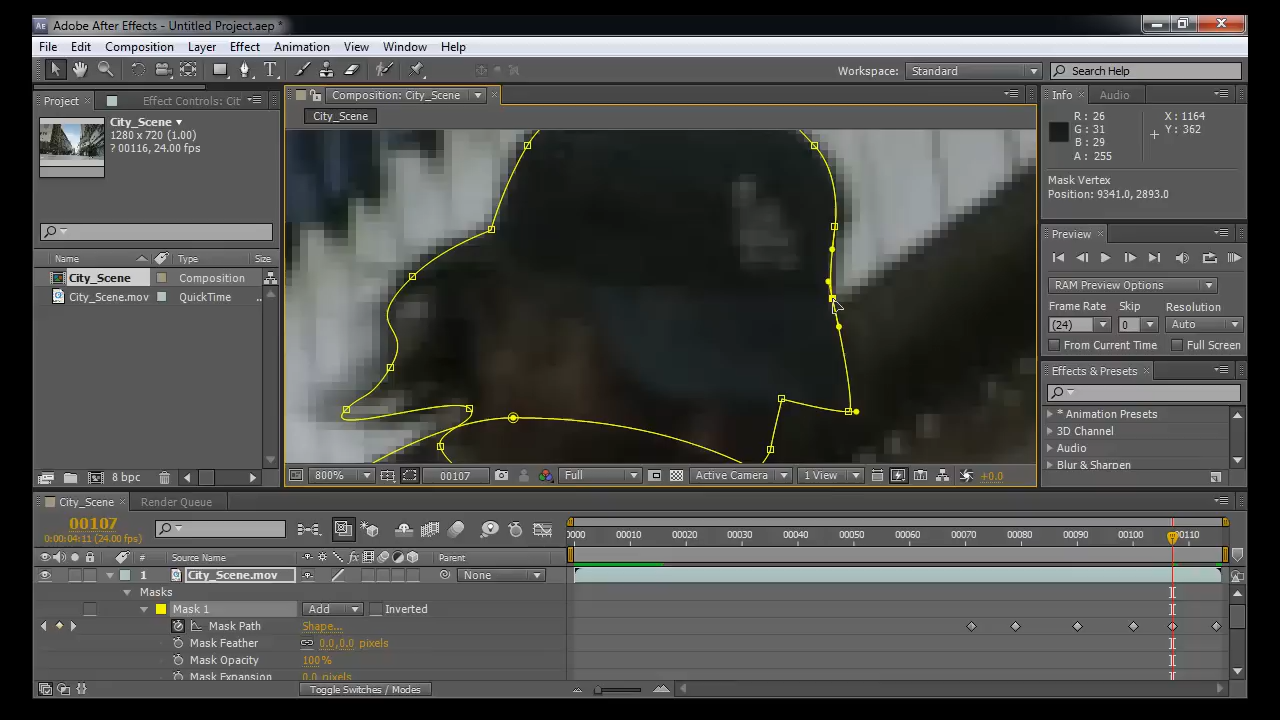 Adobe After Effects - Untitled Project.aep *
File Edit Composition Layer Effect Animation View Window Help
Workspace: Standard Search Help
Project Effect Controls: Cit
City_Scene
1280 x 720 (1.00)
? 00116, 24.00 fps
Name Type Size
City_Scene Composition
City_Scene.mov QuickTime ..
8 bpc
Composition: City_Scene
City_Scene
800% 00107 Full Active Camera 1 View +0.0
Info Audio
R: 26 X: 1164
G: 31 Y: 362
B: 29
A: 255
Mask Vertex
Position: 9341.0, 2893.0
Preview
RAM Preview Options
Frame Rate Skip Resolution
(24) 0 Auto
From Current Time Full Screen
Effects & Presets
* Animation Presets
3D Channel
Audio
Blur & Sharpen
City_Scene Render Queue
00107
0:00:04:11 (24.00 fps)
# Source Name fx Parent
0000 00010 00020 00030 00040 00050 00060 00070 00080 00090 00100 00110
1 City_Scene.mov None
Masks
Mask 1 Add Inverted
Mask Path Shape...
Mask Feather 0.0,0.0 pixels
Mask Opacity 100%
Mask Expansion 0.0 pixels
Toggle Switches / Modes